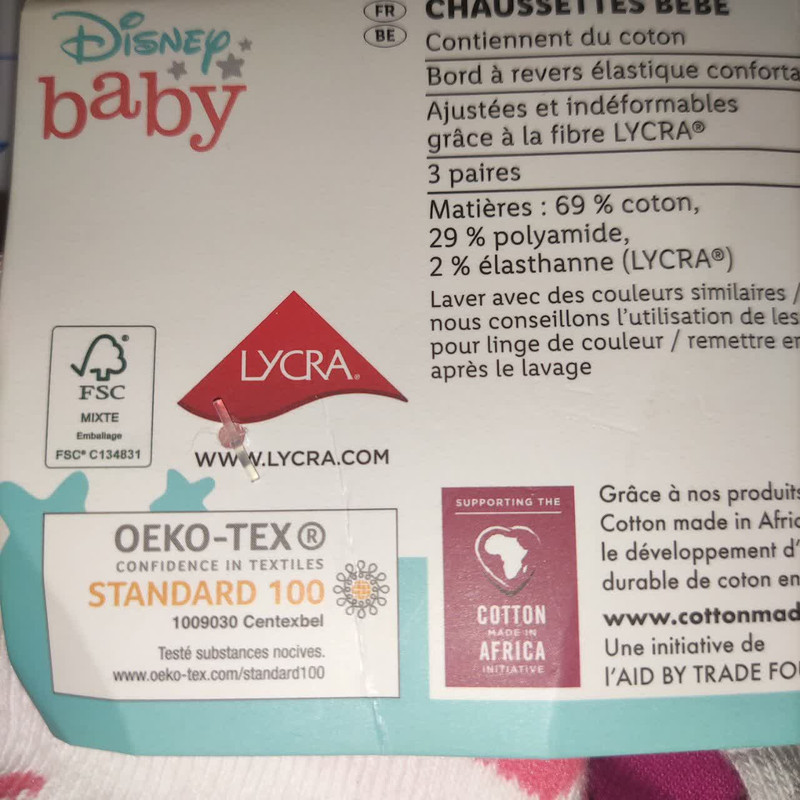 Disney
baby
FR
BE
CHAUSSETTES BÉBÉ
Contiennent du coton
Bord à revers élastique conforta
Ajustées et indéformables
grâce à la fibre LYCRA®
3 paires
Matières : 69 % coton,
29 % polyamide,
2 % élasthanne (LYCRA®)
Laver avec des couleurs similaires /
nous conseillons l'utilisation de les
pour linge de couleur / remettre en
après le lavage
FSC
MIXTE
Emballage
FSC® C134831
LYCRA®
WWW.LYCRA.COM
OEKO-TEX®
CONFIDENCE IN TEXTILES
STANDARD 100
1009030 Centexbel
Testé substances nocives.
www.oeko-tex.com/standard100
SUPPORTING THE
COTTON
MADE IN
AFRICA
INITIATIVE
Grâce à nos produits
Cotton made in Afric
le développement d'
durable de coton en
www.cottonmad
Une initiative de
l'AID BY TRADE FOU